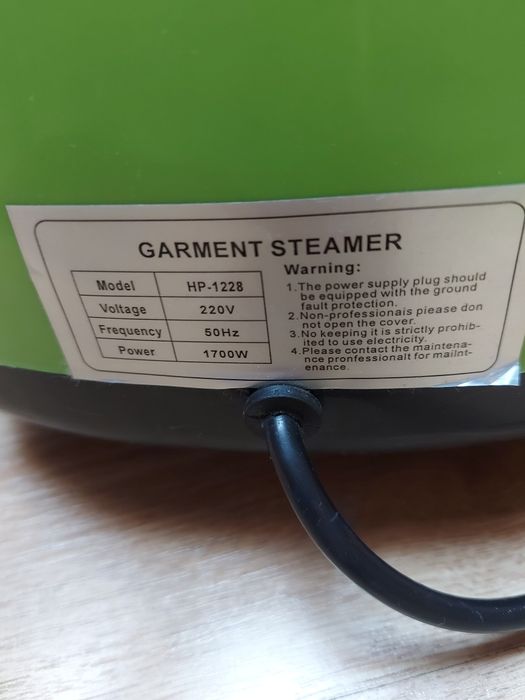 GARMENT STEAMER
Model HP-1228
Voltage 220V
Frequency 50Hz
Power 1700W
Warning:
1.The power supply plug should
be equipped with the ground
fault protection.
2.Non-professionais piease don
not open the cover.
3.No keeping it is strictly prohib-
ited to use electricity.
4.Please contact the maintena-
nce pronfessionalt for mailnt-
enance.